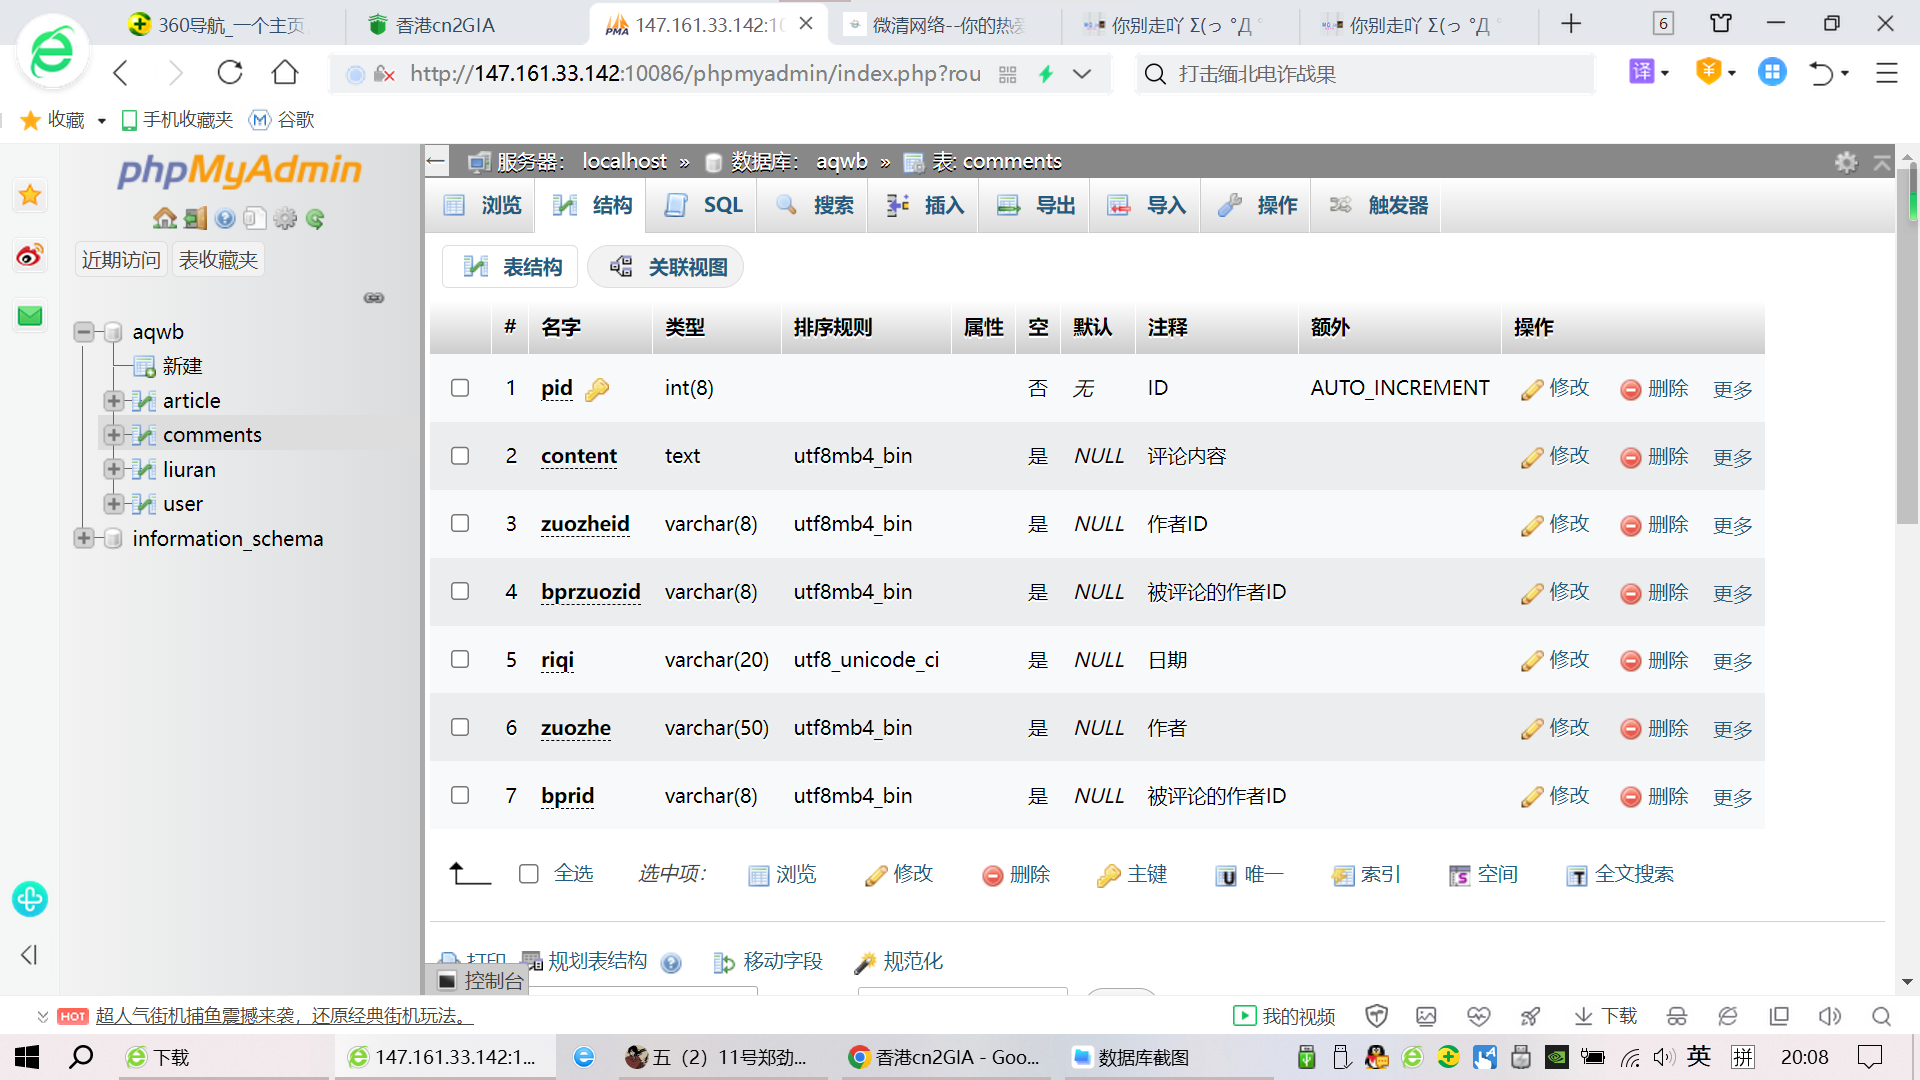 360导航_一个主页
香港cn2GIA
147.161.33.142:10
微清网络--你的热爱
你别走吖 Σ(っ °Д °
你别走吖 Σ(っ °Д °
6
http://147.161.33.142:10086/phpmyadmin/index.php?rou
打击缅北电诈战果
译
收藏
手机收藏夹
谷歌
phpMyAdmin
近期访问
表收藏夹
aqwb
新建
article
comments
liuran
user
information_schema
服务器: localhost » 数据库: aqwb » 表: comments
浏览 结构 SQL 搜索 插入 导出 导入 操作 触发器
表结构 关联视图
# 名字 类型 排序规则 属性 空 默认 注释 额外 操作
1 pid int(8) 否 无 ID AUTO_INCREMENT 修改 删除 更多
2 content text utf8mb4_bin 是 NULL 评论内容 修改 删除 更多
3 zuozheid varchar(8) utf8mb4_bin 是 NULL 作者ID 修改 删除 更多
4 bprzuozid varchar(8) utf8mb4_bin 是 NULL 被评论的作者ID 修改 删除 更多
5 riqi varchar(20) utf8_unicode_ci 是 NULL 日期 修改 删除 更多
6 zuozhe varchar(50) utf8mb4_bin 是 NULL 作者 修改 删除 更多
7 bprid varchar(8) utf8mb4_bin 是 NULL 被评论的作者ID 修改 删除 更多
全选 选中项: 浏览 修改 删除 主键 唯一 索引 空间 全文搜索
打印 规划表结构 移动字段 规范化
控制台
HOT 超人气街机捕鱼震撼来袭，还原经典街机玩法。
我的视频
下载
下载
147.161.33.142:1...
五（2）11号郑劲...
香港cn2GIA - Goo...
数据库截图
英
拼
20:08